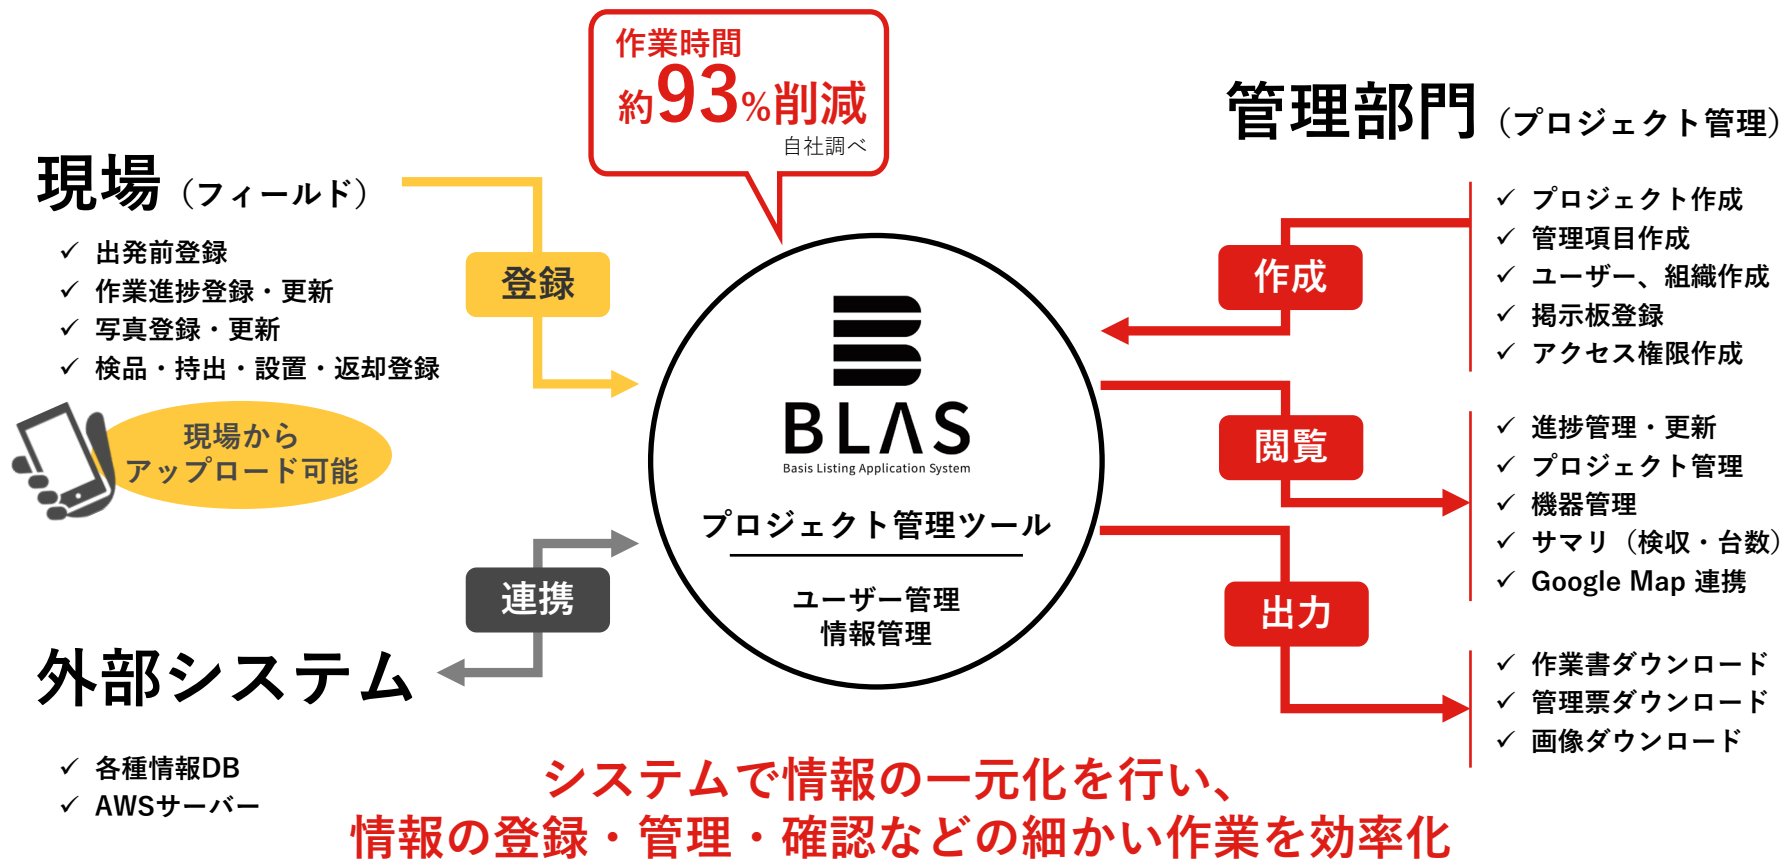 作業時間
約93%削減
自社調べ
現場（フィールド）
出発前登録
作業進捗登録・更新
写真登録・更新
検品・持出・設置・返却登録
現場から
アップロード可能
登録
連携
外部システム
各種情報DB
AWSサーバー
BLAS
Basis Listing Application System
プロジェクト管理ツール
ユーザー管理
情報管理
管理部門（プロジェクト管理）
作成
プロジェクト作成
管理項目作成
ユーザー、組織作成
掲示板登録
アクセス権限作成
閲覧
進捗管理・更新
プロジェクト管理
機器管理
サマリ（検収・台数）
Google Map 連携
出力
作業書ダウンロード
管理票ダウンロード
画像ダウンロード
システムで情報の一元化を行い、
情報の登録・管理・確認などの細かい作業を効率化